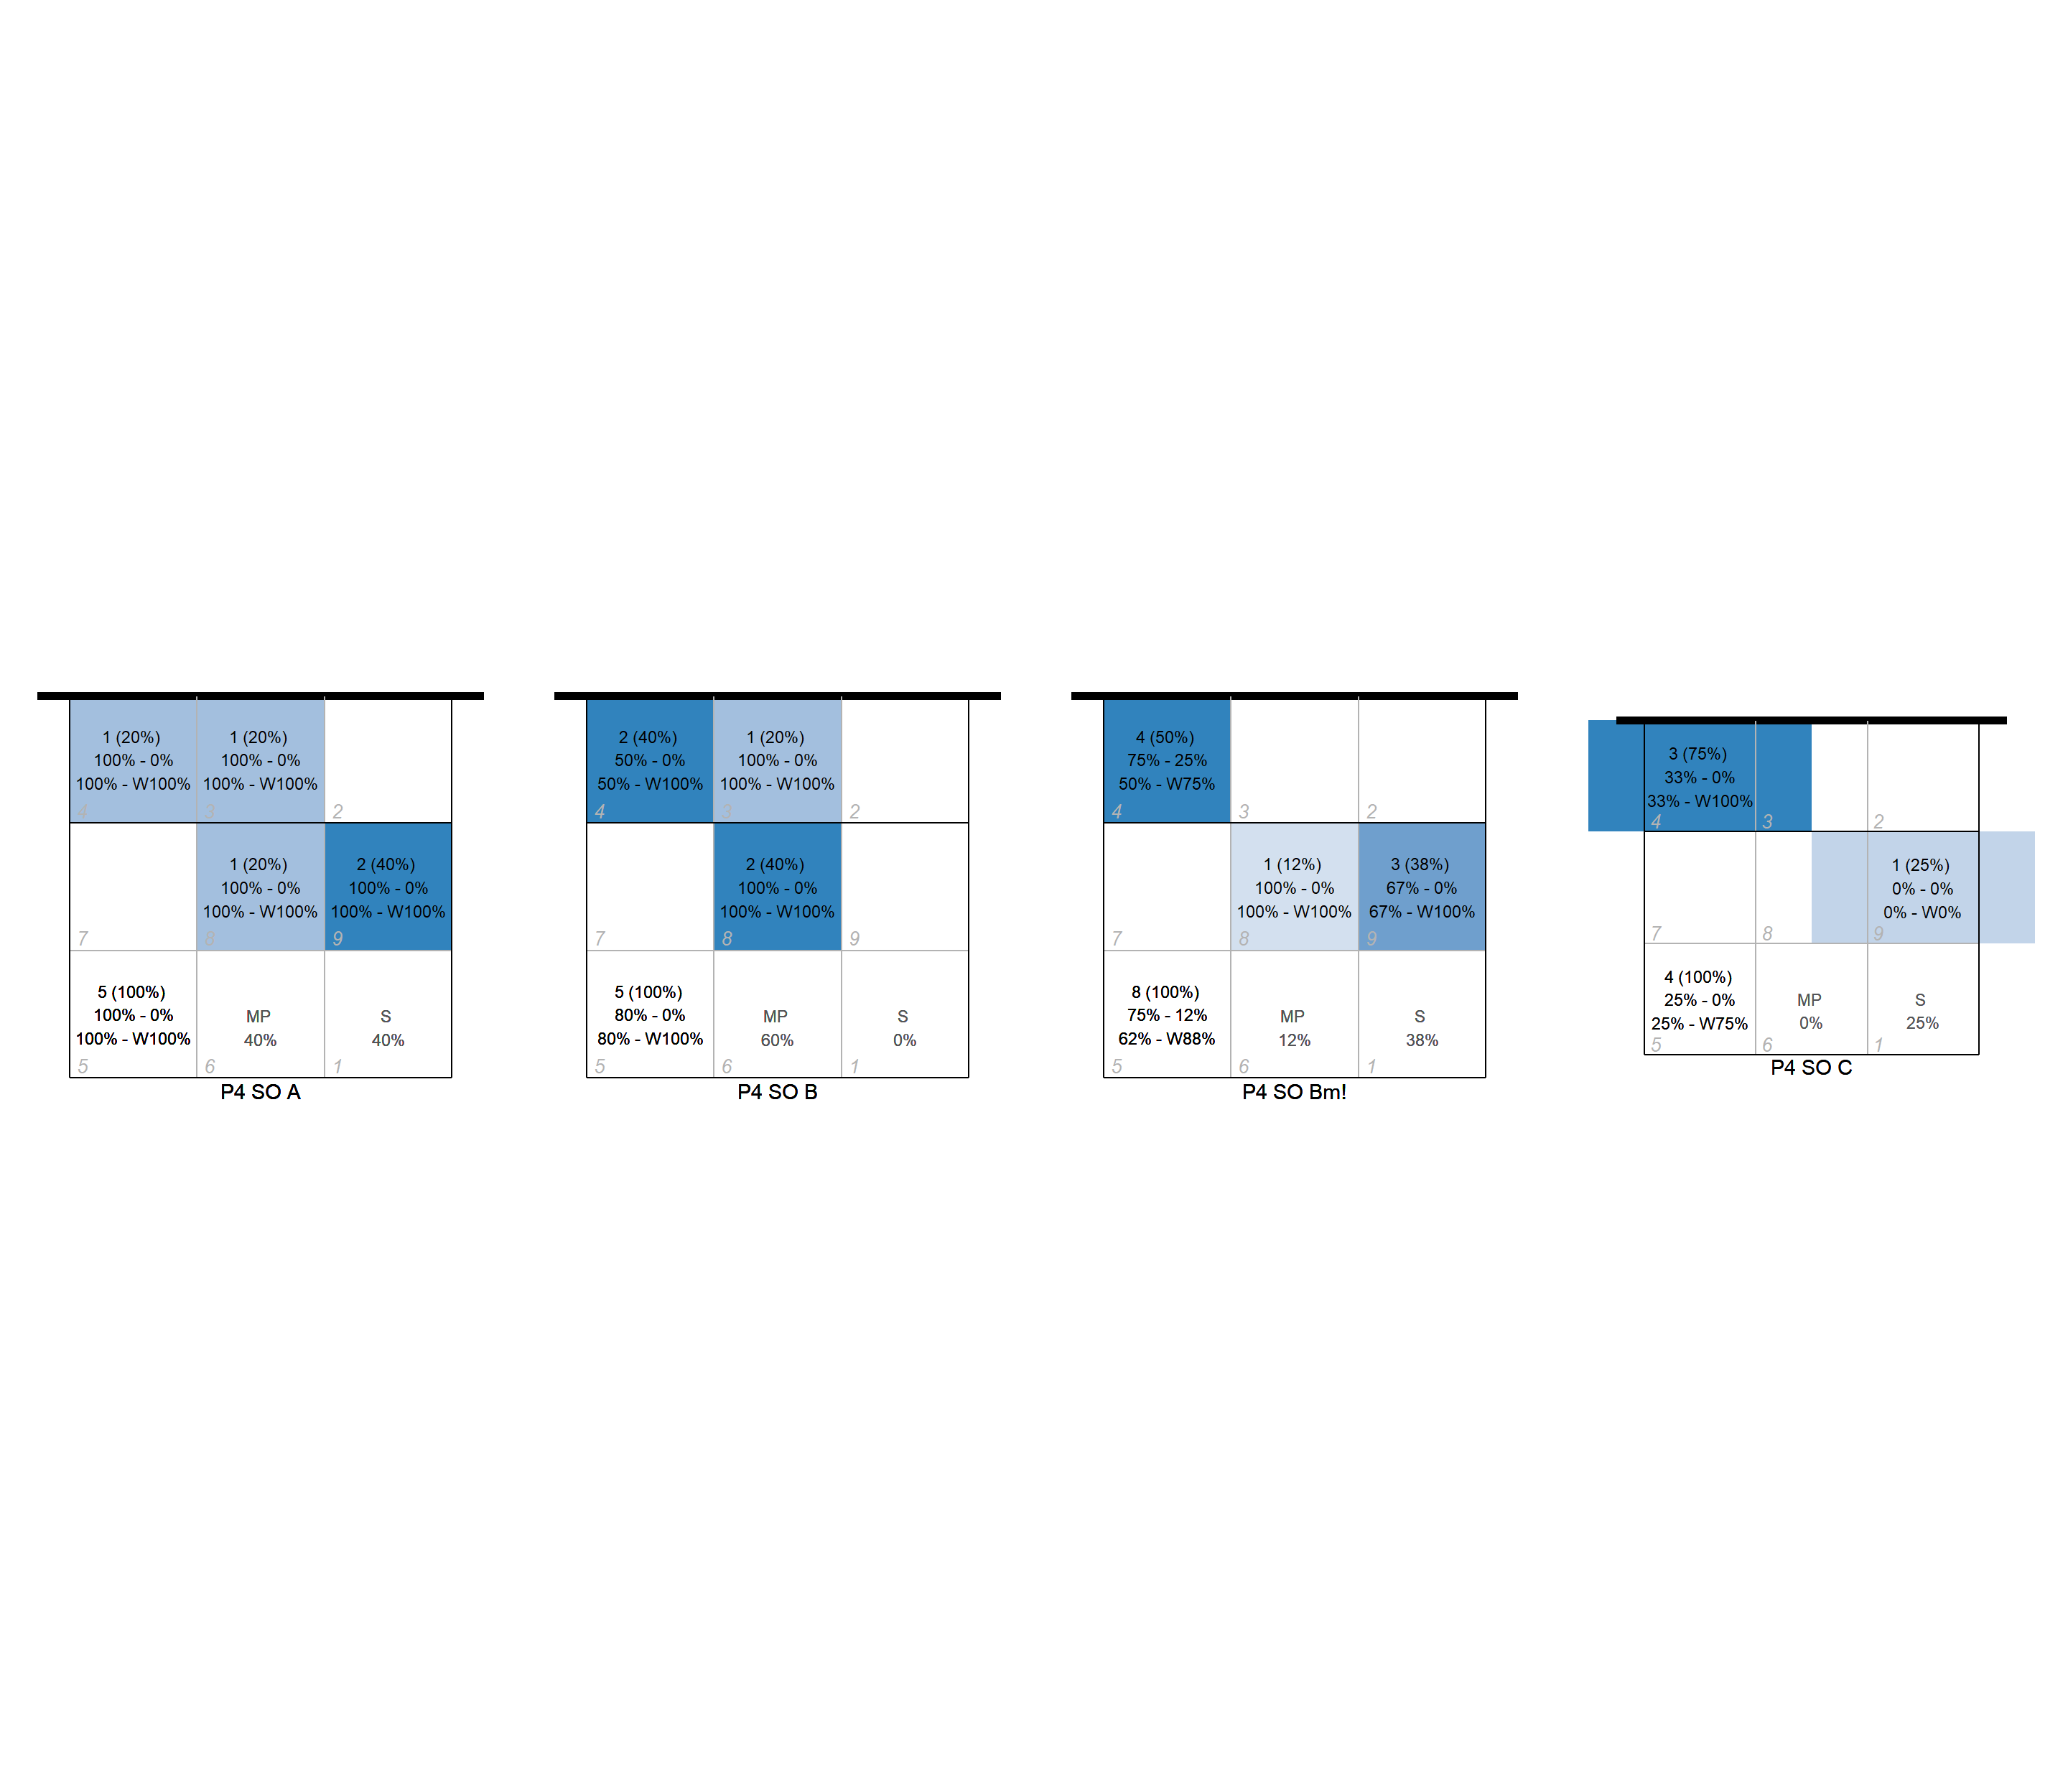 1 (20%)
100% - 0%
100% - W100%
4
1 (20%)
100% - 0%
100% - W100%
3
2
7
1 (20%)
100% - 0%
100% - W100%
8
2 (40%)
100% - 0%
100% - W100%
9
5 (100%)
100% - 0%
100% - W100%
5
MP
40%
6
S
40%
1
P4 SO A
2 (40%)
50% - 0%
50% - W100%
4
1 (20%)
100% - 0%
100% - W100%
3
2
7
2 (40%)
100% - 0%
100% - W100%
8
9
5 (100%)
80% - 0%
80% - W100%
5
MP
60%
6
S
0%
1
P4 SO B
4 (50%)
75% - 25%
50% - W75%
4
3
2
7
1 (12%)
100% - 0%
100% - W100%
8
3 (38%)
67% - 0%
67% - W100%
9
8 (100%)
75% - 12%
62% - W88%
5
MP
12%
6
S
38%
1
P4 SO Bm!
3 (75%)
33% - 0%
33% - W100%
4
3
2
7
8
1 (25%)
0% - 0%
0% - W0%
9
4 (100%)
25% - 0%
25% - W75%
5
MP
0%
6
S
25%
1
P4 SO C